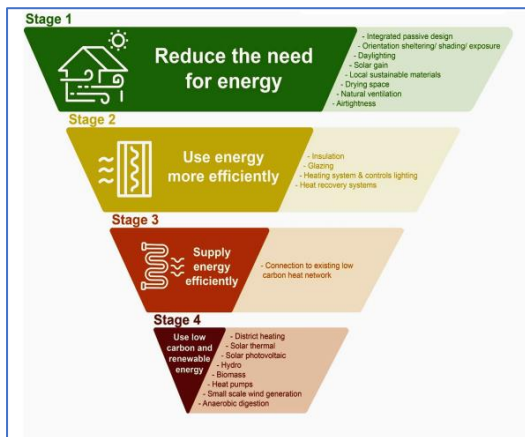 Stage 1
Reduce the need
for energy
- Integrated passive design
- Orientation sheltering/ shading/ exposure
- Daylighting
- Solar gain
- Local sustainable materials
- Drying space
- Natural ventilation
- Airtightness
Stage 2
Use energy
more efficiently
- Insulation
- Glazing
- Heating system & controls lighting
- Heat recovery systems
Stage 3
Supply
energy
efficiently
- Connection to existing low
carbon heat network
Stage 4
Use low
carbon and
renewable
energy
- District heating
- Solar thermal
- Solar photovoltaic
- Hydro
- Biomass
- Heat pumps
- Small scale wind generation
- Anaerobic digestion